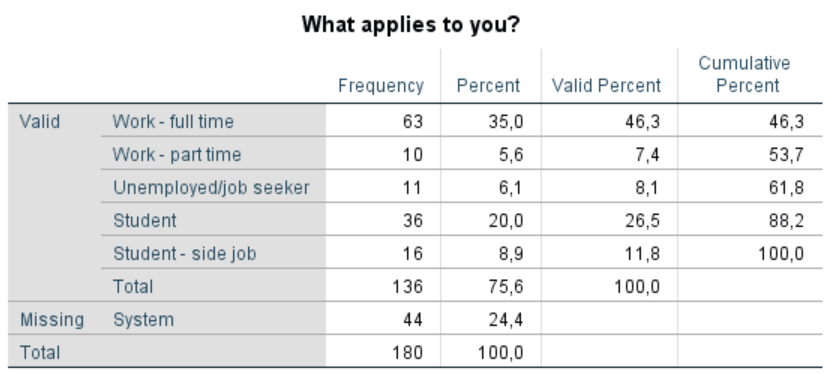 What applies to you?
Frequency Percent Valid Percent Cumulative Percent
Valid Work - full time 63 35,0 46,3 46,3
Work - part time 10 5,6 7,4 53,7
Unemployed/job seeker 11 6,1 8,1 61,8
Student 36 20,0 26,5 88,2
Student - side job 16 8,9 11,8 100,0
Total 136 75,6 100,0
Missing System 44 24,4
Total 180 100,0